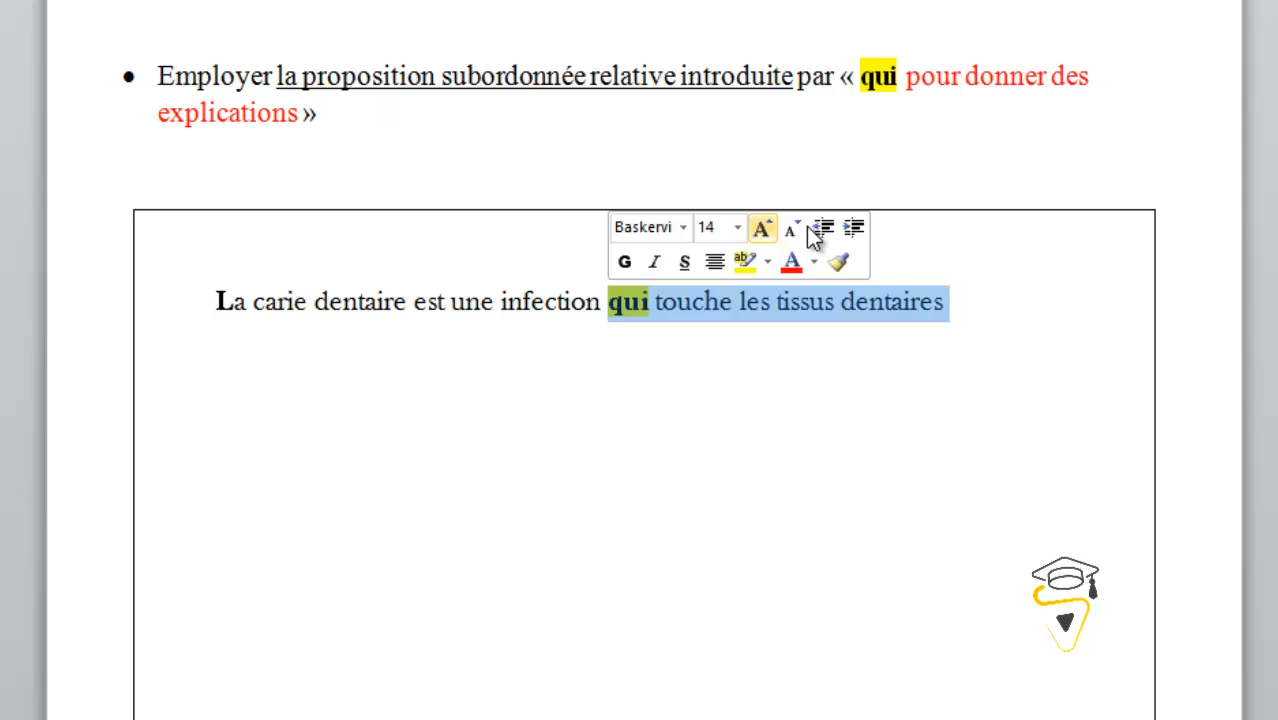 • Employer la proposition subordonnée relative introduite par « qui pour donner des
explications »
Baskervi 14 A A
G I S ab A
La carie dentaire est une infection qui touche les tissus dentaires